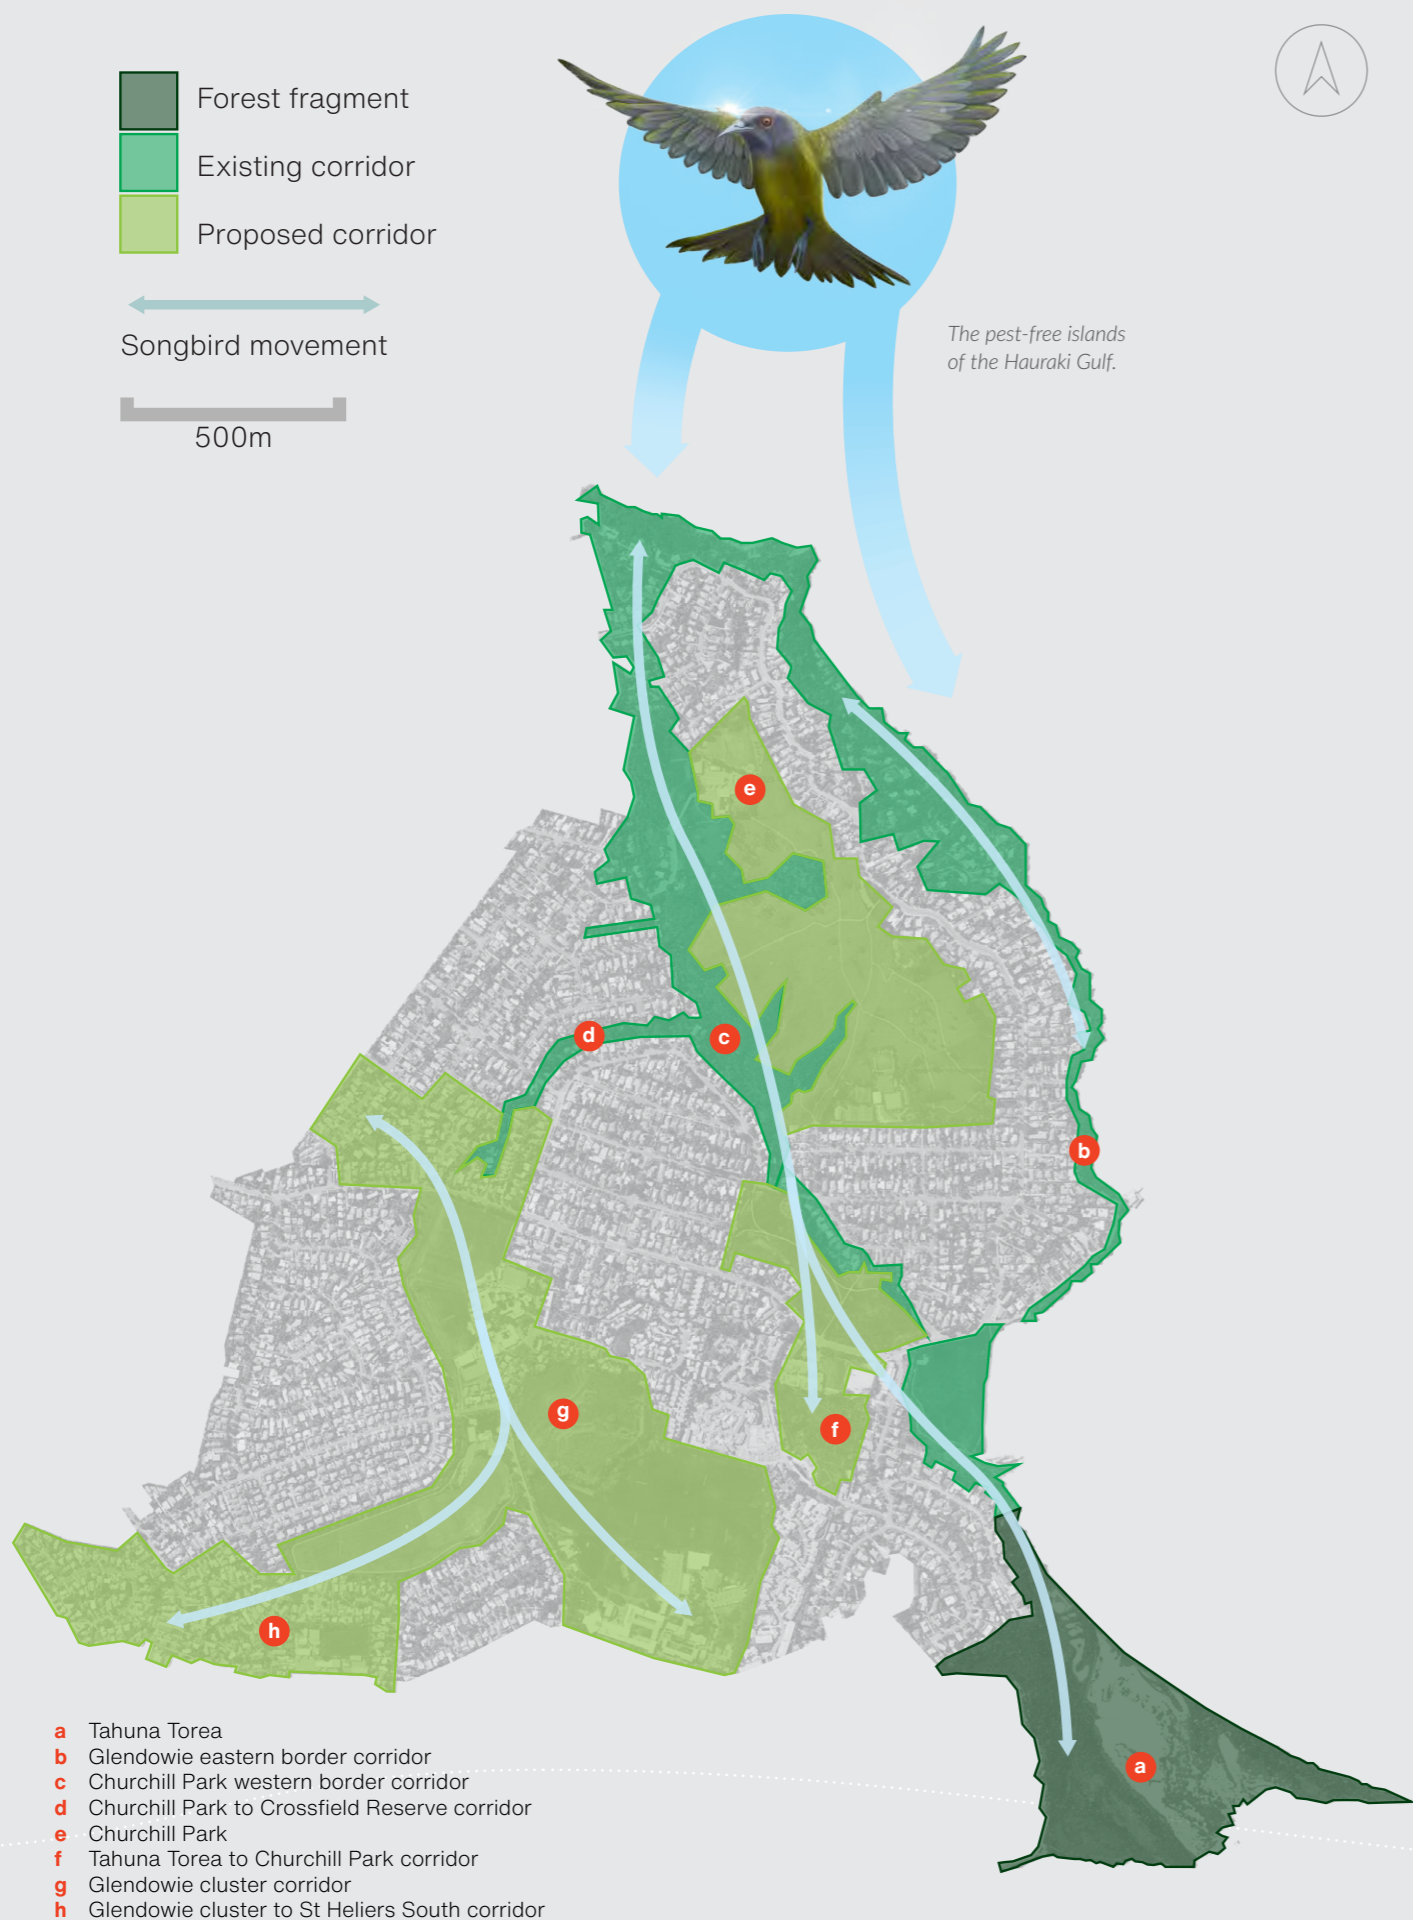 Forest fragment
Existing corridor
Proposed corridor
Songbird movement
500m
The pest-free islands
of the Hauraki Gulf.
e
d
c
b
g
f
h
a
a Tahuna Torea
b Glendowie eastern border corridor
c Churchill Park western border corridor
d Churchill Park to Crossfield Reserve corridor
e Churchill Park
f Tahuna Torea to Churchill Park corridor
g Glendowie cluster corridor
h Glendowie cluster to St Heliers South corridor